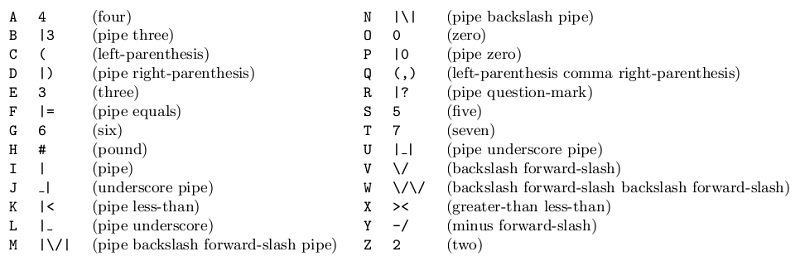 A 4 (four)
B |3 (pipe three)
C ( (left-parenthesis)
D |) (pipe right-parenthesis)
E 3 (three)
F |= (pipe equals)
G 6 (six)
H # (pound)
I | (pipe)
J _| (underscore pipe)
K |< (pipe less-than)
L |_ (pipe underscore)
M |\/| (pipe backslash forward-slash pipe)
N |\| (pipe backslash pipe)
O 0 (zero)
P |0 (pipe zero)
Q (,) (left-parenthesis comma right-parenthesis)
R |? (pipe question-mark)
S 5 (five)
T 7 (seven)
U |_| (pipe underscore pipe)
V \/ (backslash forward-slash)
W \/\/ (backslash forward-slash backslash forward-slash)
X >< (greater-than less-than)
Y -/ (minus forward-slash)
Z 2 (two)